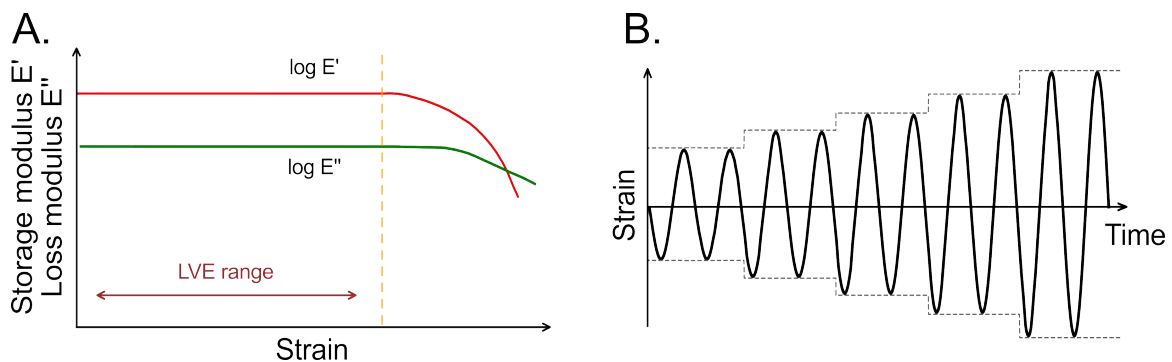 A.
Storage modulus E'
Loss modulus E"
log E'
log E"
LVE range
Strain
B.
Strain
Time